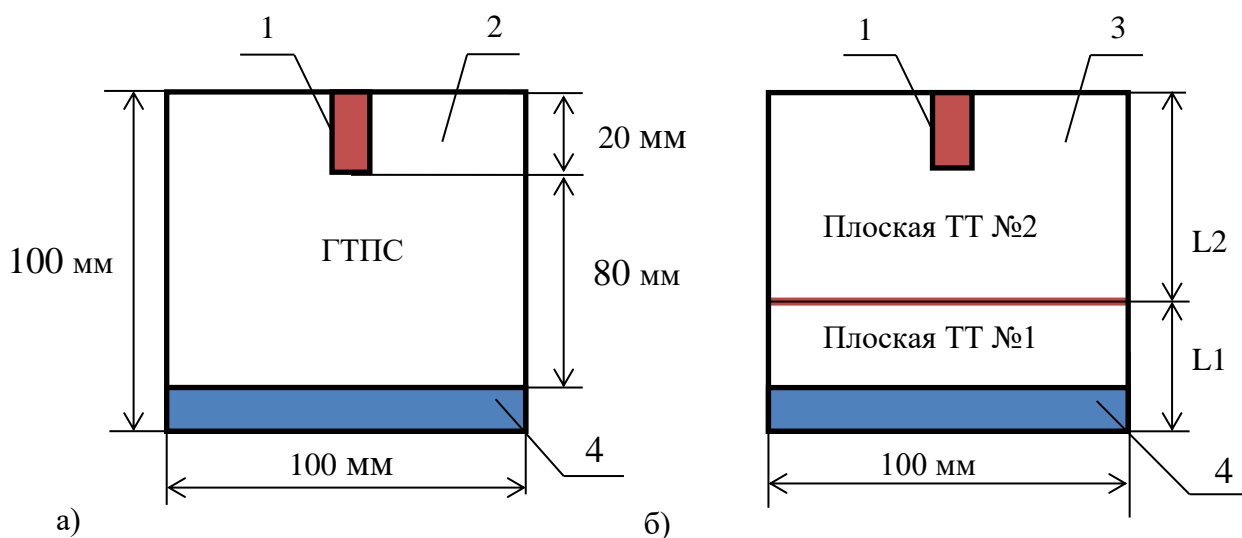 1
2
20 мм
ГТПС
100 мм
80 мм
4
100 мм
а)
1
3
Плоская ТТ №2
L2
Плоская ТТ №1
L1
100 мм
4
б)